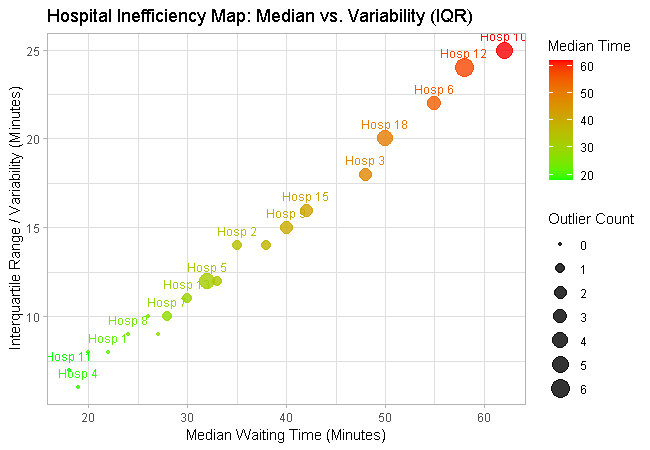 Hospital Inefficiency Map: Median vs. Variability (IQR)
Interquartile Range / Variability (Minutes)
25
20
15
10
Hosp 10
Hosp 12
Hosp 6
Hosp 18
Hosp 3
Hosp 15
Hosp
Hosp 2
Hosp 5
Hosp
Hosp 7
Hosp 8
Hosp 1
Hosp 11
Hosp 4
20
30
40
50
60
Median Waiting Time (Minutes)
Median Time
60
50
40
30
20
Outlier Count
0
1
2
3
4
5
6